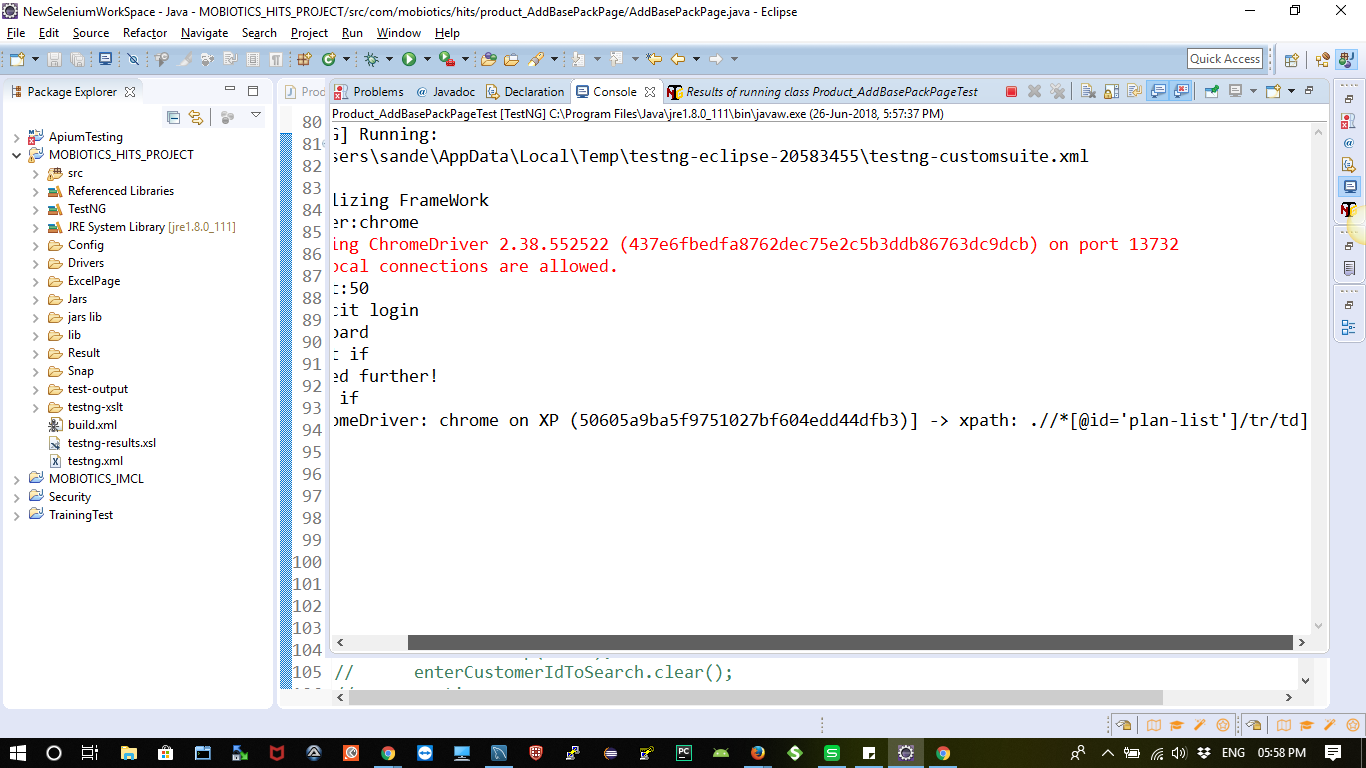 NewSeleniumWorkSpace - Java - MOBIOTICS_HITS_PROJECT/src/com/mobiotics/hits/product_AddBasePackPage/AddBasePackPage.java - Eclipse
File Edit Source Refactor Navigate Search Project Run Window Help
Quick Access
Package Explorer
ApiumTesting
MOBIOTICS_HITS_PROJECT
src
Referenced Libraries
TestNG
JRE System Library [jre1.8.0_111]
Config
Drivers
ExcelPage
Jars
jars lib
lib
Result
Snap
test-output
testng-xslt
build.xml
testng-results.xsl
testng.xml
MOBIOTICS_IMCL
Security
TrainingTest
Problems @ Javadoc Declaration Console Results of running class Product_AddBasePackPageTest
Product_AddBasePackPageTest [TestNG] C:\Program Files\Java\jre1.8.0_111\bin\javaw.exe (26-Jun-2018, 5:57:37 PM)
80
81 G] Running:
82 sers\sande\AppData\Local\Temp\testng-eclipse-20583455\testng-customsuite.xml
83
84 lizing FrameWork
85 er:chrome
86 ing ChromeDriver 2.38.552522 (437e6fbedfa8762dec75e2c5b3ddb86763dc9dcb) on port 13732
87 ocal connections are allowed.
88 t:50
89 cit login
90 oard
91 t if
92 ed further!
93 if
94 omeDriver: chrome on XP (50605a9ba5f9751027bf604edd44dfb3)] -> xpath: .//*[@id='plan-list']/tr/td]
95
96
97
98
99
100
101
102
103
104
105 // enterCustomerIdToSearch.clear();
ENG 05:58 PM